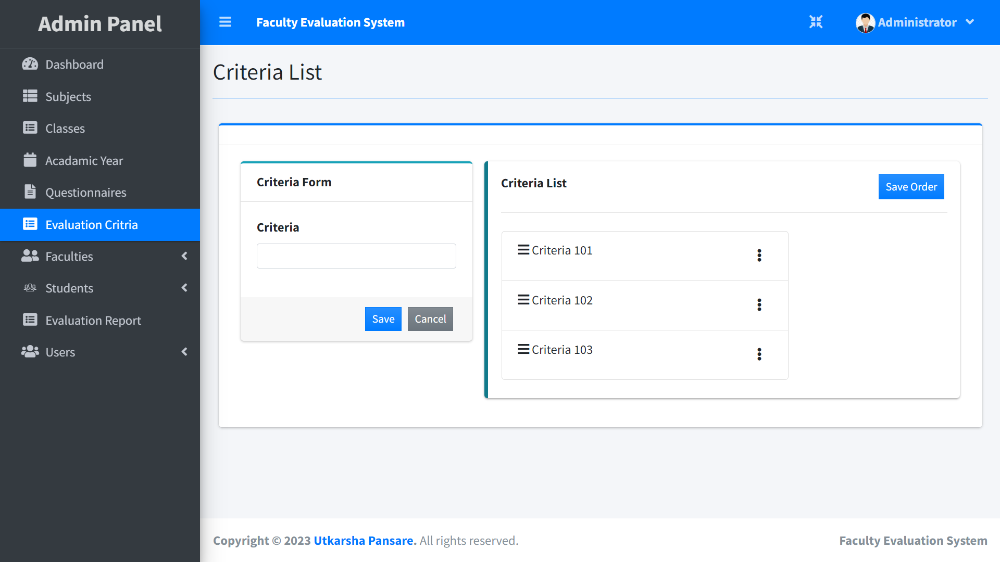 Admin Panel
Faculty Evaluation System
Administrator
Dashboard
Subjects
Classes
Acadamic Year
Questionnaires
Evaluation Critria
Faculties
Students
Evaluation Report
Users
Criteria List
Criteria Form
Criteria
Save
Cancel
Criteria List
Save Order
Criteria 101
Criteria 102
Criteria 103
Copyright © 2023 Utkarsha Pansare. All rights reserved.
Faculty Evaluation System